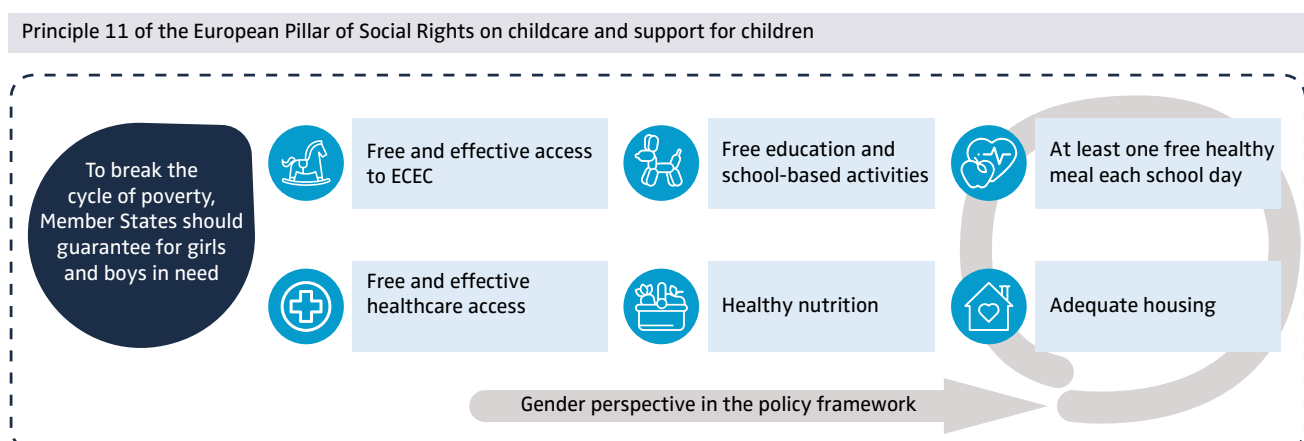 Principle 11 of the European Pillar of Social Rights on childcare and support for children
To break the
cycle of poverty,
Member States should
guarantee for girls
and boys in need
Free and effective access
to ECEC
Free education and
school-based activities
At least one free healthy
meal each school day
Free and effective
healthcare access
Healthy nutrition
Adequate housing
Gender perspective in the policy framework